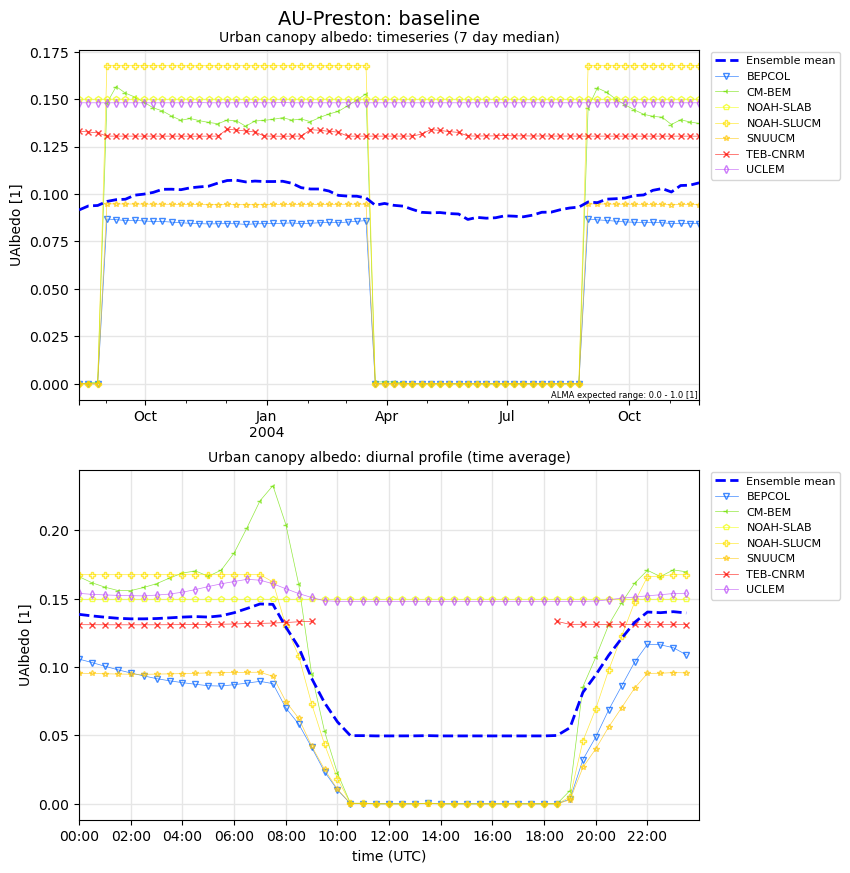 AU-Preston: baseline
Urban canopy albedo: timeseries (7 day median)
0.175
0.150
0.125
0.100
0.075
0.050
0.025
0.000
UAlbedo [1]
Oct
Jan
2004
Apr
Jul
Oct
ALMA expected range: 0.0 - 1.0 [1]
Ensemble mean
BEPCOL
CM-BEM
NOAH-SLAB
NOAH-SLUCM
SNUUCM
TEB-CNRM
UCLEM
Urban canopy albedo: diurnal profile (time average)
0.20
0.15
0.10
0.05
0.00
UAlbedo [1]
00:00
02:00
04:00
06:00
08:00
10:00
12:00
14:00
16:00
18:00
20:00
22:00
time (UTC)
Ensemble mean
BEPCOL
CM-BEM
NOAH-SLAB
NOAH-SLUCM
SNUUCM
TEB-CNRM
UCLEM